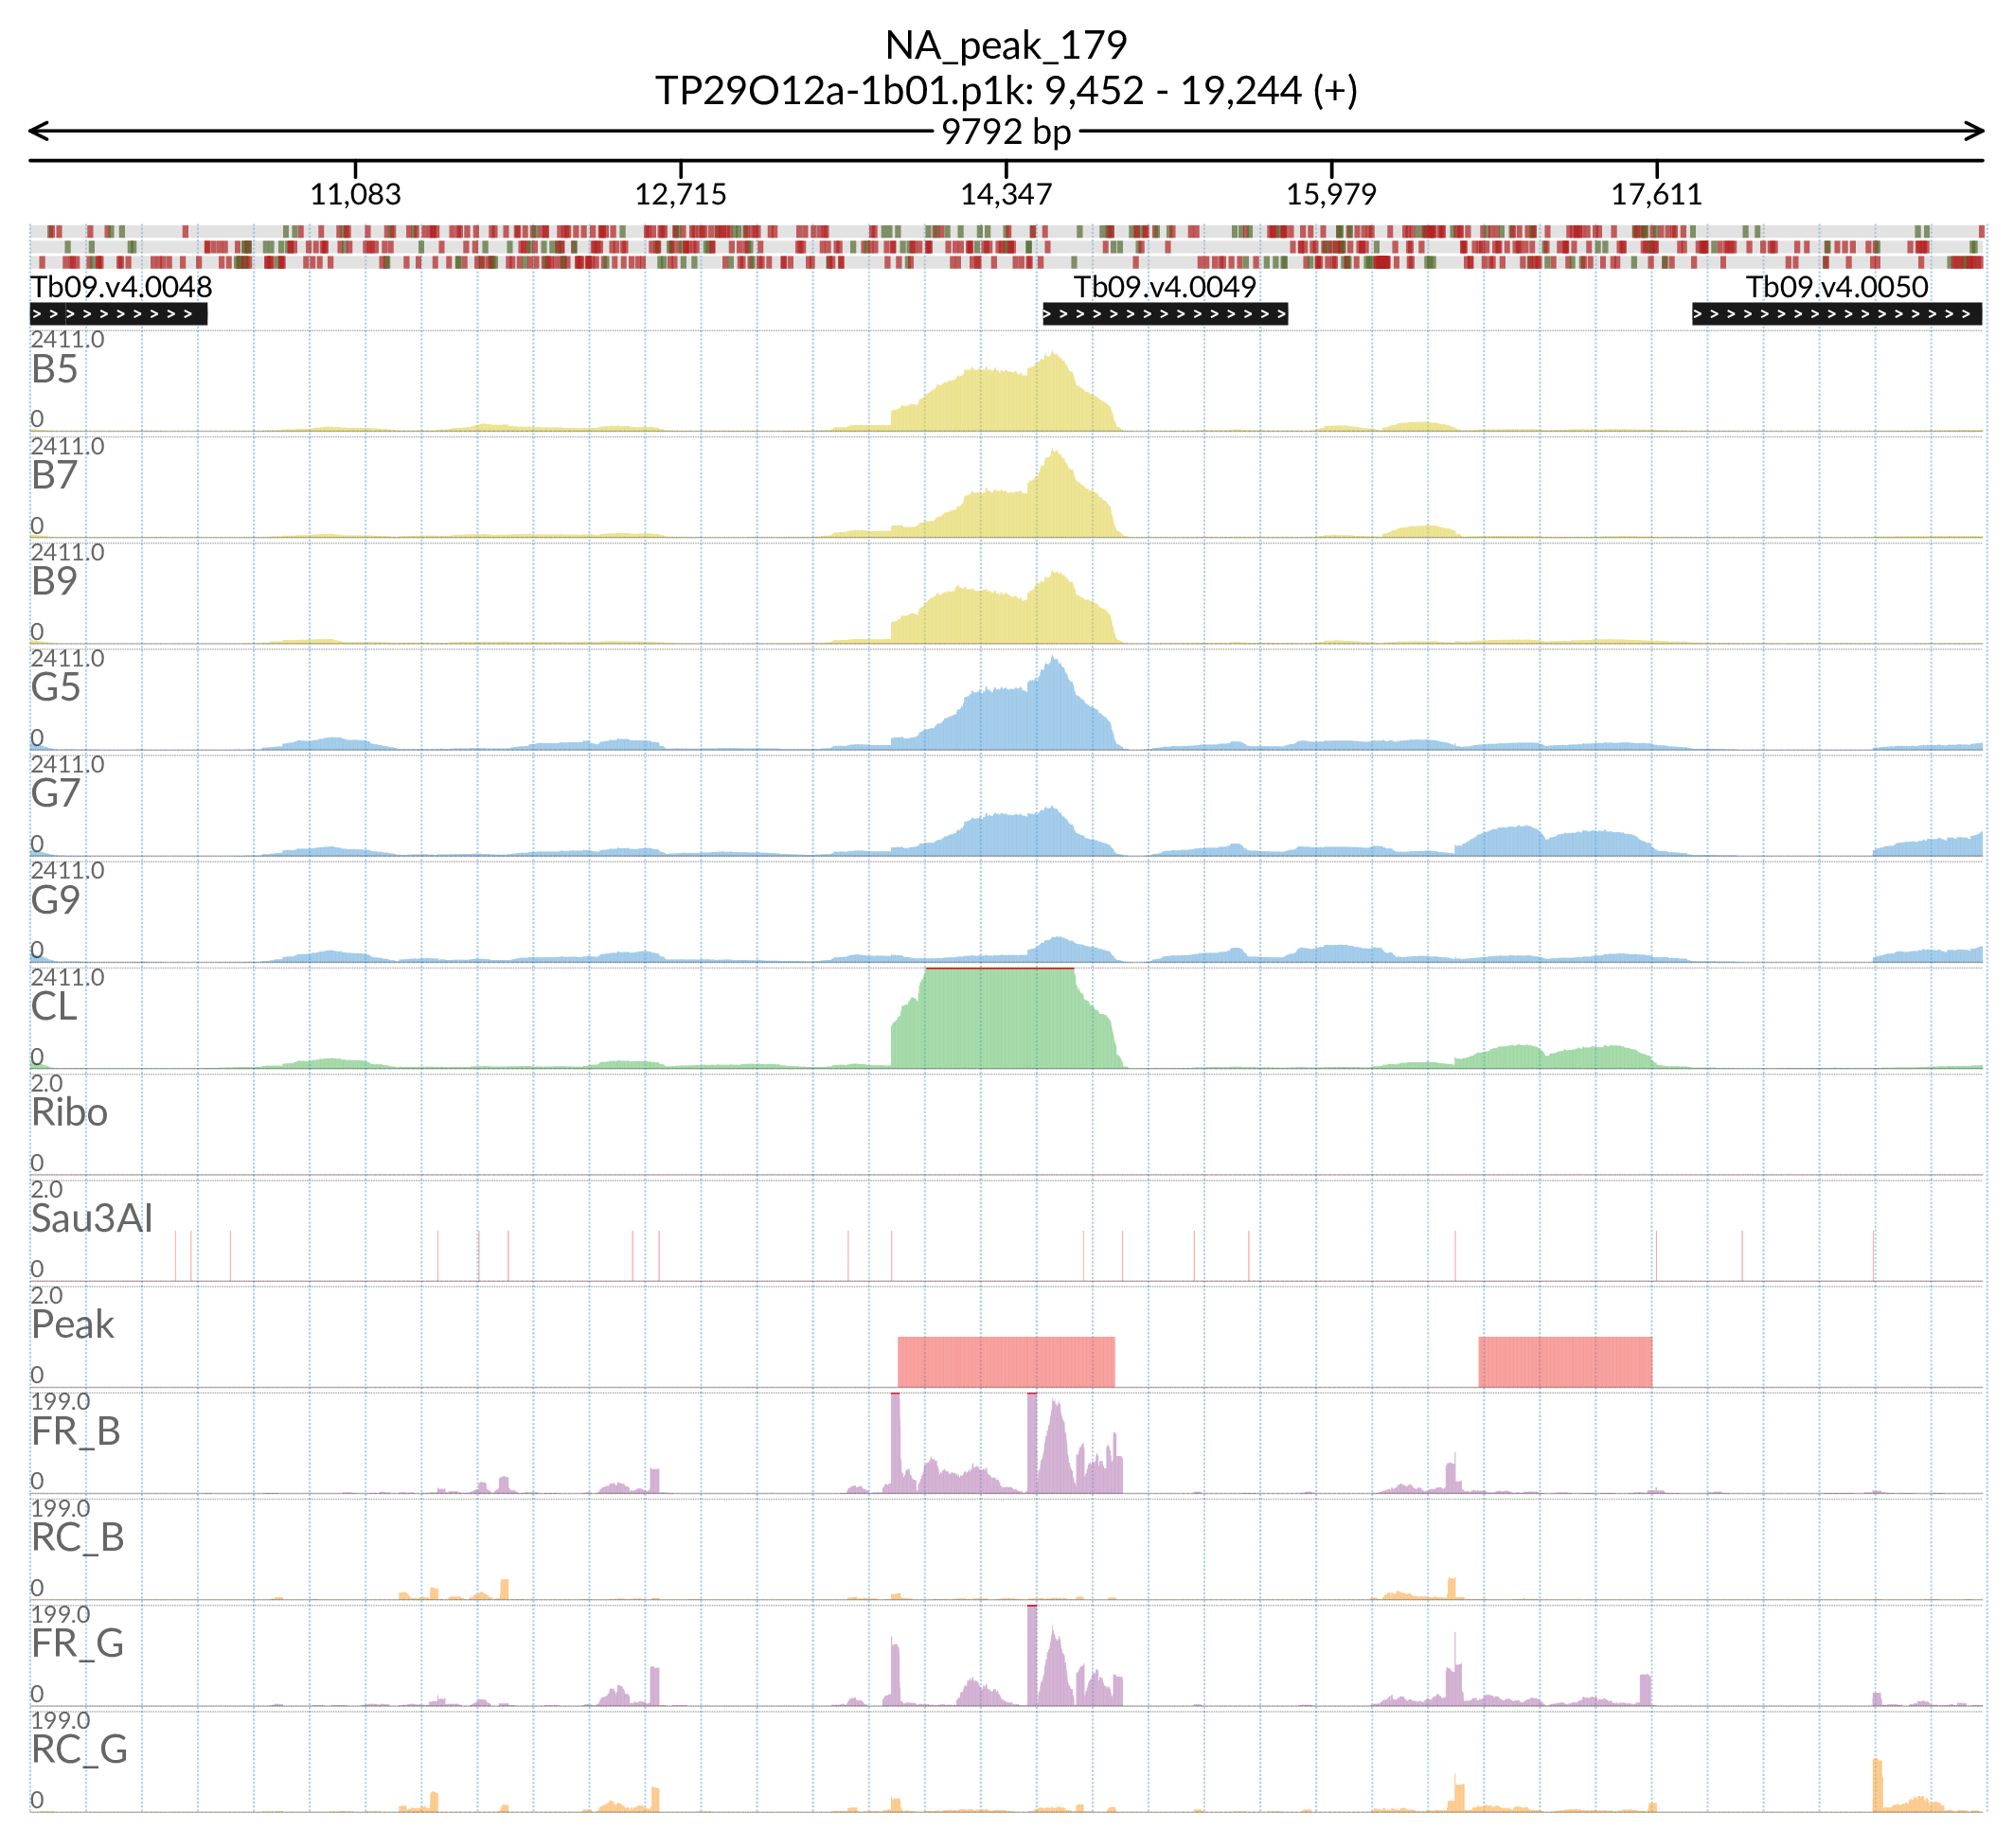 NA_peak_179
TP29O12a-1b01.p1k: 9,452 - 19,244 (+)
9792 bp
11,083 12,715 14,347 15,979 17,611
Tb09.v4.0048 Tb09.v4.0049 Tb09.v4.0050
2411.0
B5
0
2411.0
B7
0
2411.0
B9
0
2411.0
G5
0
2411.0
G7
0
2411.0
G9
0
2411.0
CL
0
2.0
Ribo
0
2.0
Sau3AI
0
2.0
Peak
0
199.0
FR_B
0
199.0
RC_B
0
199.0
FR_G
0
199.0
RC_G
0